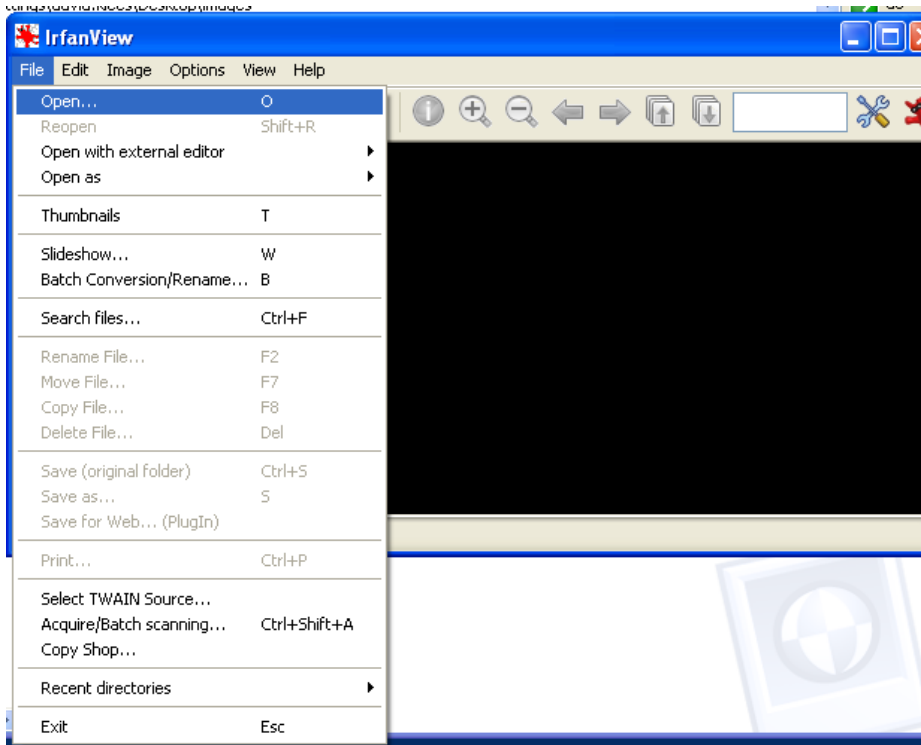 IrfanView
File Edit Image Options View Help
Open... O
Reopen Shift+R
Open with external editor
Open as
Thumbnails T
Slideshow... W
Batch Conversion/Rename... B
Search files... Ctrl+F
Rename File... F2
Move File... F7
Copy File... F8
Delete File... Del
Save (original folder) Ctrl+S
Save as... S
Save for Web... (PlugIn)
Print... Ctrl+P
Select TWAIN Source...
Acquire/Batch scanning... Ctrl+Shift+A
Copy Shop...
Recent directories
Exit Esc